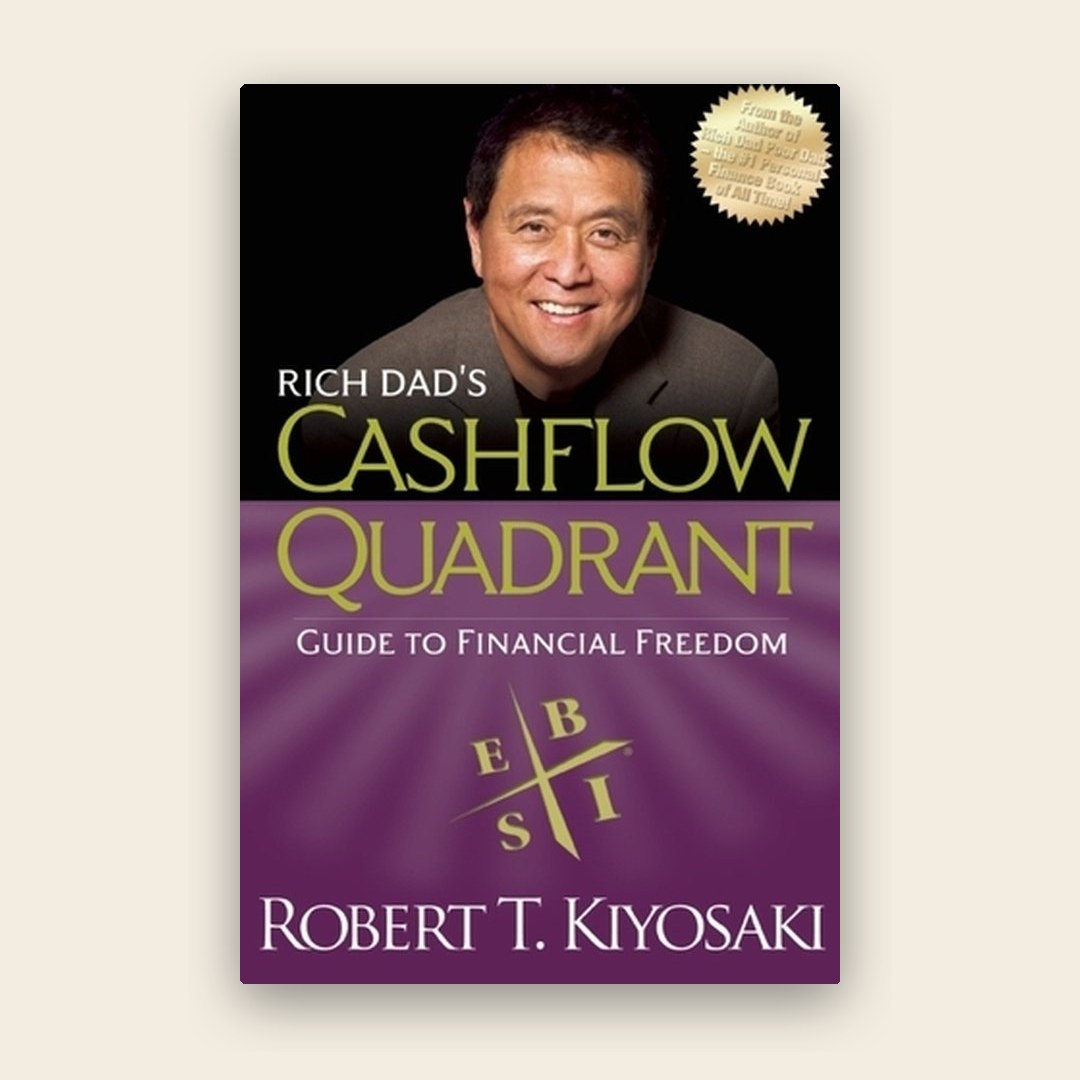 From the
Author of
Rich Dad Poor Dad
– the #1 Personal
Finance Book
of All Time!
RICH DAD'S
CASHFLOW
QUADRANT
GUIDE TO FINANCIAL FREEDOM
B
E
®
I
S
ROBERT T. KIYOSAKI